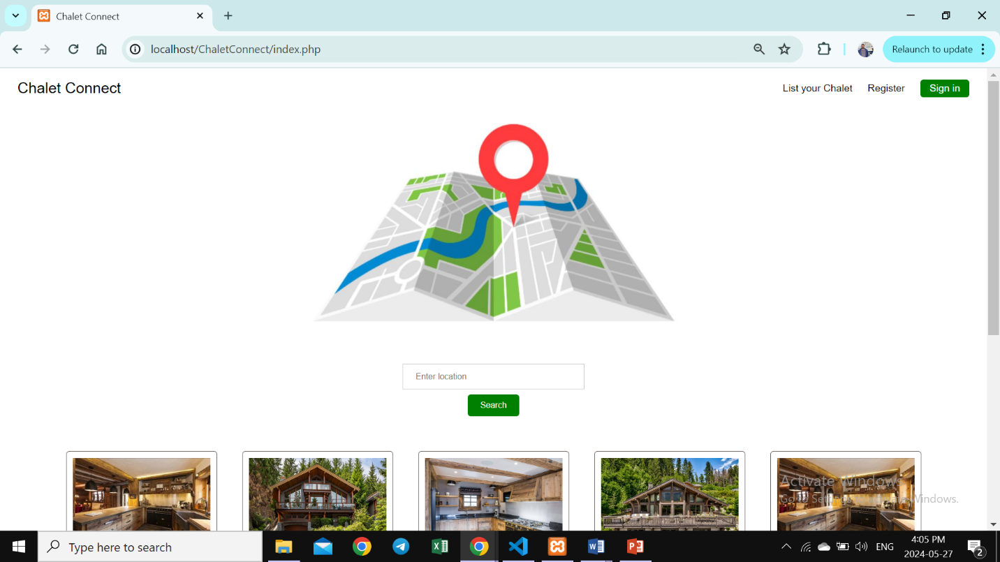 Chalet Connect
localhost/ChaletConnect/index.php
Relaunch to update
Chalet Connect
List your Chalet
Register
Sign in
Enter location
Search
Activate Windows
Go to Settings to activate Windows.
Type here to search
ENG
4:05 PM
2024-05-27
2